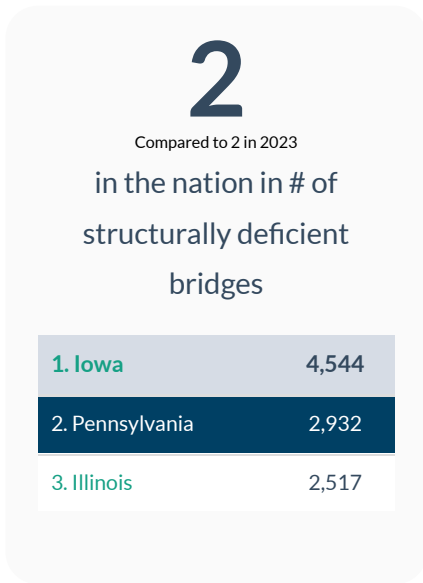 2
Compared to 2 in 2023
in the nation in # of
structurally deficient
bridges
1. Iowa 4,544
2. Pennsylvania 2,932
3. Illinois 2,517